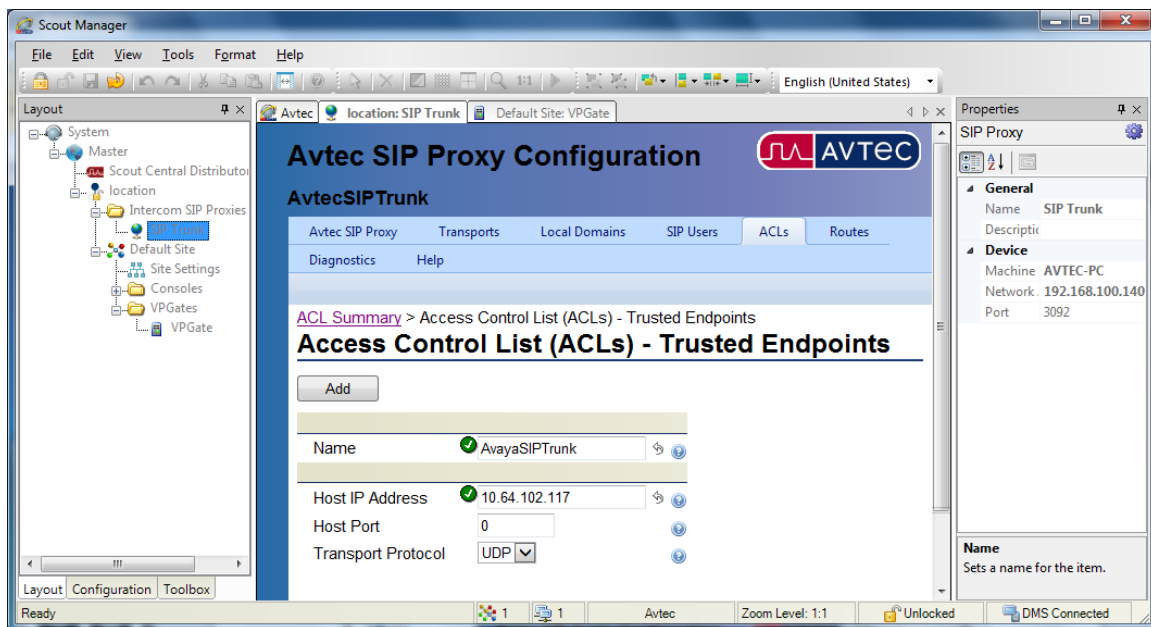 Scout Manager
File Edit View Tools Format Help
1:1 English (United States)
Layout
System
Master
Scout Central Distributo
location
Intercom SIP Proxies
SIP Trunk
Default Site
Site Settings
Consoles
VPGates
VPGate
Layout Configuration Toolbox
Avtec location: SIP Trunk Default Site: VPGate
Avtec SIP Proxy Configuration
AVTEC
AvtecSIPTrunk
Avtec SIP Proxy Transports Local Domains SIP Users ACLs Routes
Diagnostics Help
ACL Summary > Access Control List (ACLs) - Trusted Endpoints
Access Control List (ACLs) - Trusted Endpoints
Add
Name AvayaSIPTrunk
Host IP Address 10.64.102.117
Host Port 0
Transport Protocol UDP
Properties
SIP Proxy
General
Name SIP Trunk
Descriptic
Device
Machine AVTEC-PC
Network. 192.168.100.140
Port 3092
Name
Sets a name for the item.
Ready 1 1 Avtec Zoom Level: 1:1 Unlocked DMS Connected